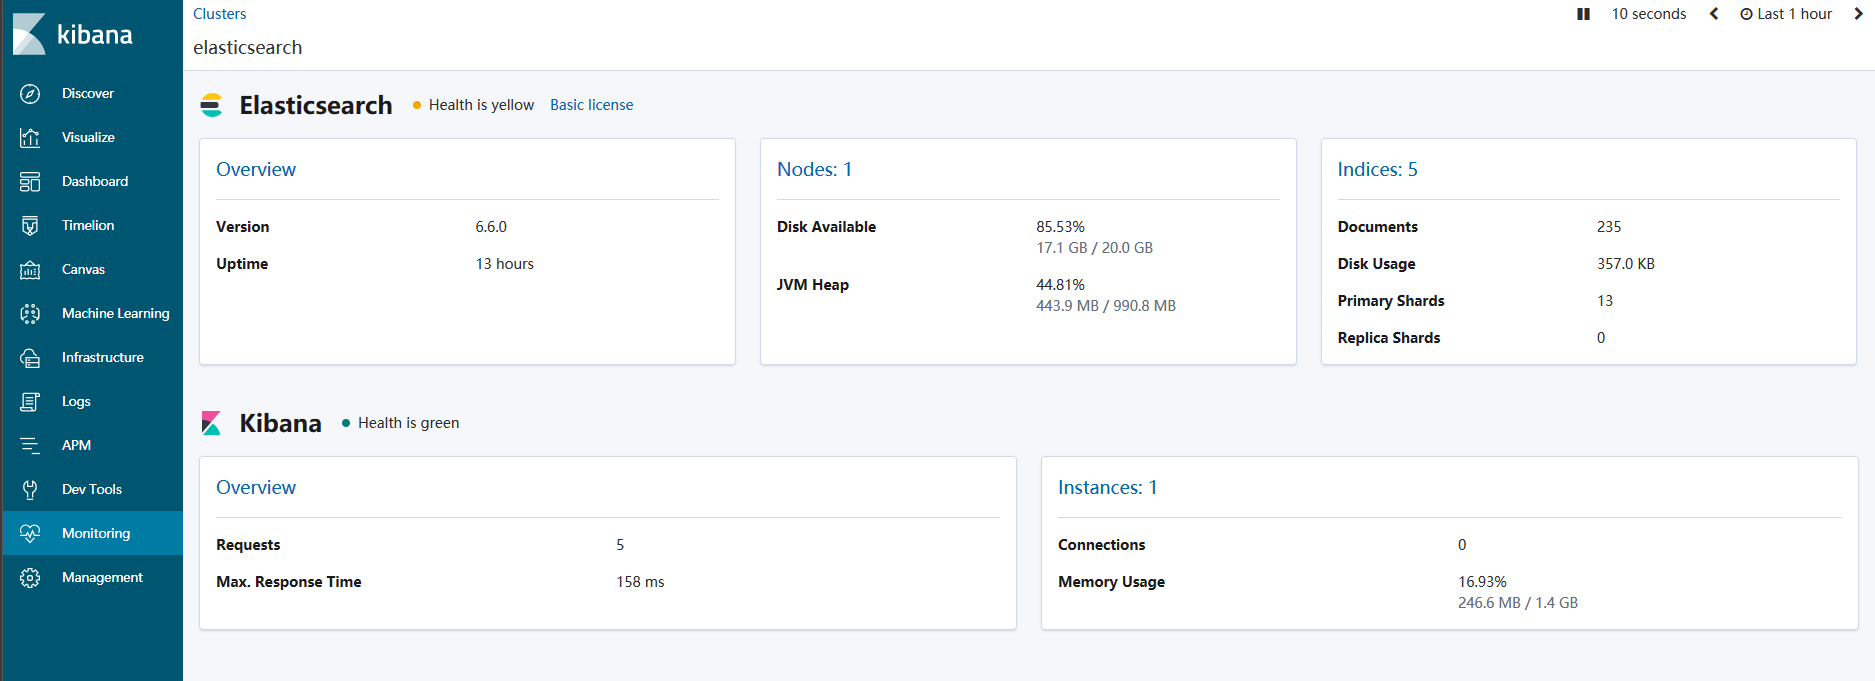 kibana
Discover
Visualize
Dashboard
Timelion
Canvas
Machine Learning
Infrastructure
Logs
APM
Dev Tools
Monitoring
Management
Clusters
10 seconds
Last 1 hour
elasticsearch
Elasticsearch
Health is yellow
Basic license
Overview
Version 6.6.0
Uptime 13 hours
Nodes: 1
Disk Available 85.53%
17.1 GB / 20.0 GB
JVM Heap 44.81%
443.9 MB / 990.8 MB
Indices: 5
Documents 235
Disk Usage 357.0 KB
Primary Shards 13
Replica Shards 0
Kibana
Health is green
Overview
Requests 5
Max. Response Time 158 ms
Instances: 1
Connections 0
Memory Usage 16.93%
246.6 MB / 1.4 GB